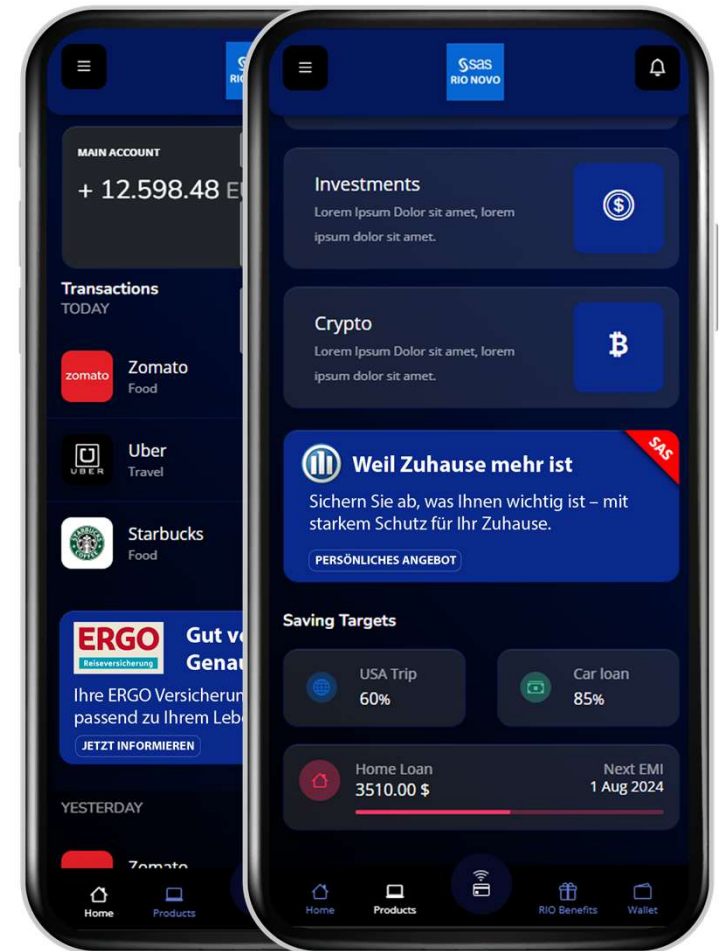 MAIN ACCOUNT
+ 12.598.48
Transactions
TODAY
zomato
Zomato
Food
UBER
Uber
Travel
STARBUCKS
COFFEE
Starbucks
Food
ERGO
Reiseversicherung
Gut
Ihre ERGO
passend zu Ihrem
JETZT INFORMIEREN
YESTERDAY
Zomato
Home
Products
sas
RIO NOVO
Investments
Lorem Ipsum Dolor sit amet, lorem
ipsum dolor sit amet.
Crypto
Lorem Ipsum Dolor sit amet, lorem
ipsum dolor sit amet.
SAS
Weil Zuhause mehr ist
Sichern Sie ab, was Ihnen wichtig ist – mit
starkem Schutz für Ihr Zuhause.
PERSÖNLICHES ANGEBOT
Saving Targets
USA Trip
60%
Car loan
85%
Home Loan
3510.00 $
Next EMI
1 Aug 2024
Home
Products
RIO Benefits
Wallet